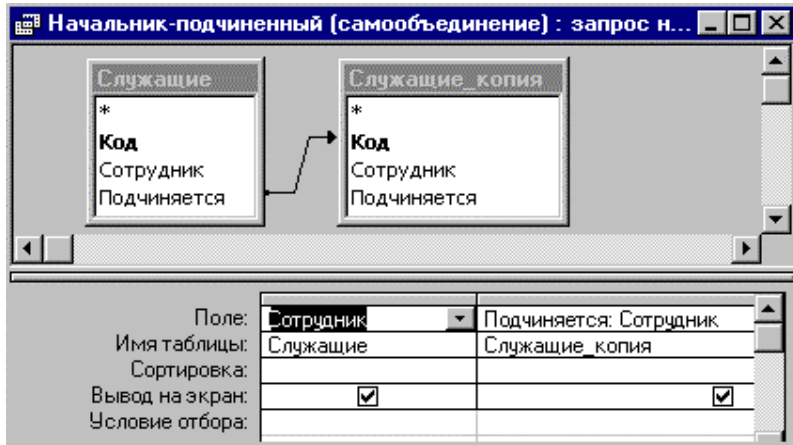 Начальник-подчиненный (самообъединение) : запрос н...
Служащие
*
Код
Сотрудник
Подчиняется
Служащие_копия
*
Код
Сотрудник
Подчиняется
Поле: Сотрудник Подчиняется: Сотрудник
Имя таблицы: Служащие Служащие_копия
Сортировка:
Вывод на экран:
Условие отбора: